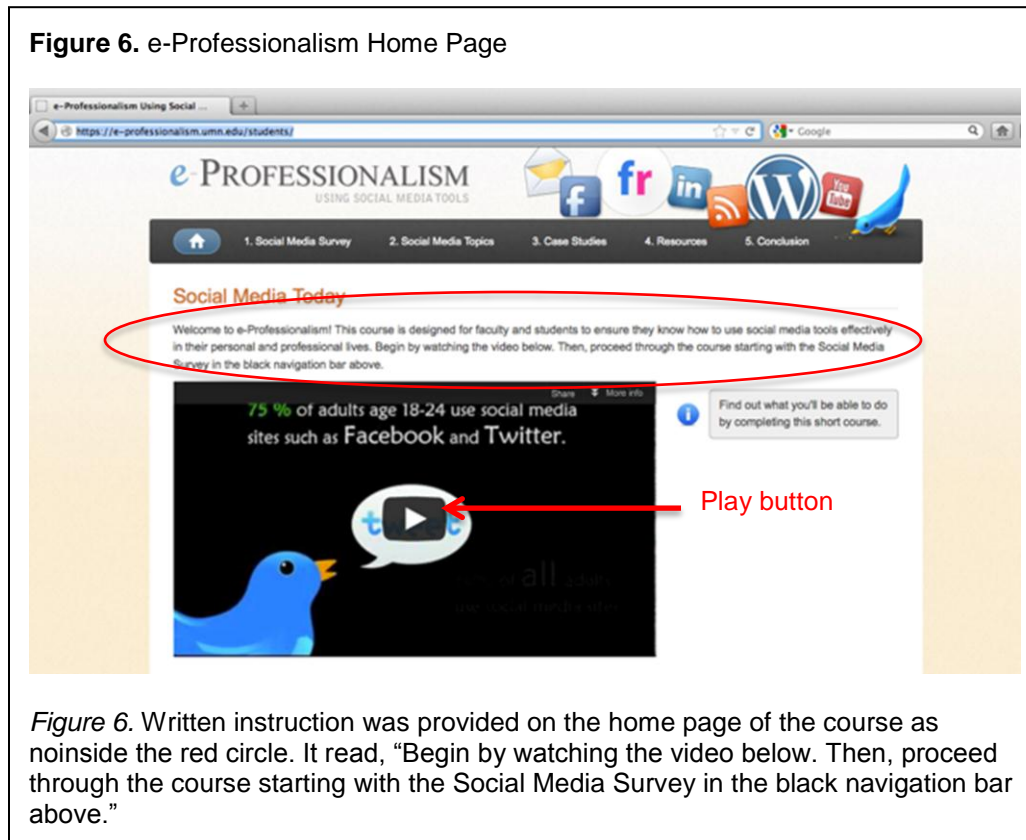 Figure 6. e-Professionalism Home Page
e-Professionalism Using Social ...
https://e-professionalism.umn.edu/students/
Google
e-PROFESSIONALISM
USING SOCIAL MEDIA TOOLS
f
fr
in
W
You Tube
1. Social Media Survey 2. Social Media Topics 3. Case Studies 4. Resources 5. Conclusion
Social Media Today
Welcome to e-Professionalism! This course is designed for faculty and students to ensure they know how to use social media tools effectively
in their personal and professional lives. Begin by watching the video below. Then, proceed through the course starting with the Social Media
Survey in the black navigation bar above.
Share More info
75 % of adults age 18-24 use social media
sites such as Facebook and Twitter.
Find out what you'll be able to do
by completing this short course.
tweet
Play button
of all adults
use social media sites
Figure 6. Written instruction was provided on the home page of the course as
noinside the red circle. It read, “Begin by watching the video below. Then, proceed
through the course starting with the Social Media Survey in the black navigation bar
above.”